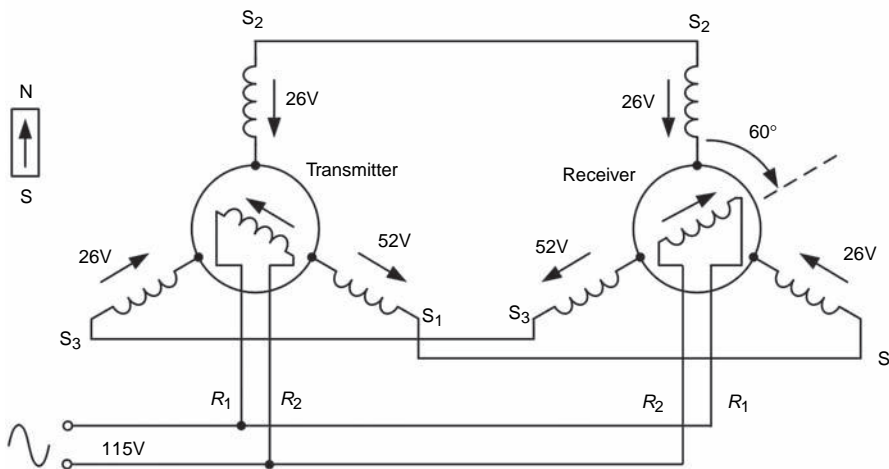 S2
S2
N
26V
26V
60°
Transmitter
Receiver
S
26V
52V
52V
26V
S1
S3
S3
S
R1
R2
R2
R1
115V